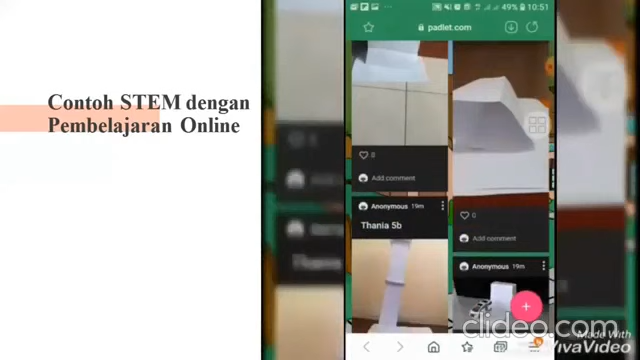 Contoh STEM dengan
Pembelajaran Online
49% 10:51
padlet.com
0
Add comment
Anonymous 19m
Thania 5b
0
Add comment
Anonymous 19m
clideo.com
Made With
VivaVideo